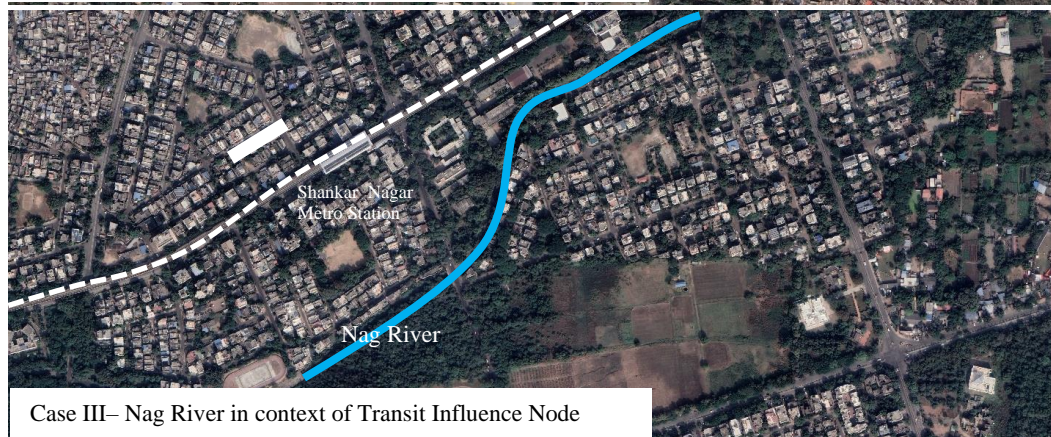 Shankar Nagar
Metro Station
Nag River
Case III– Nag River in context of Transit Influence Node